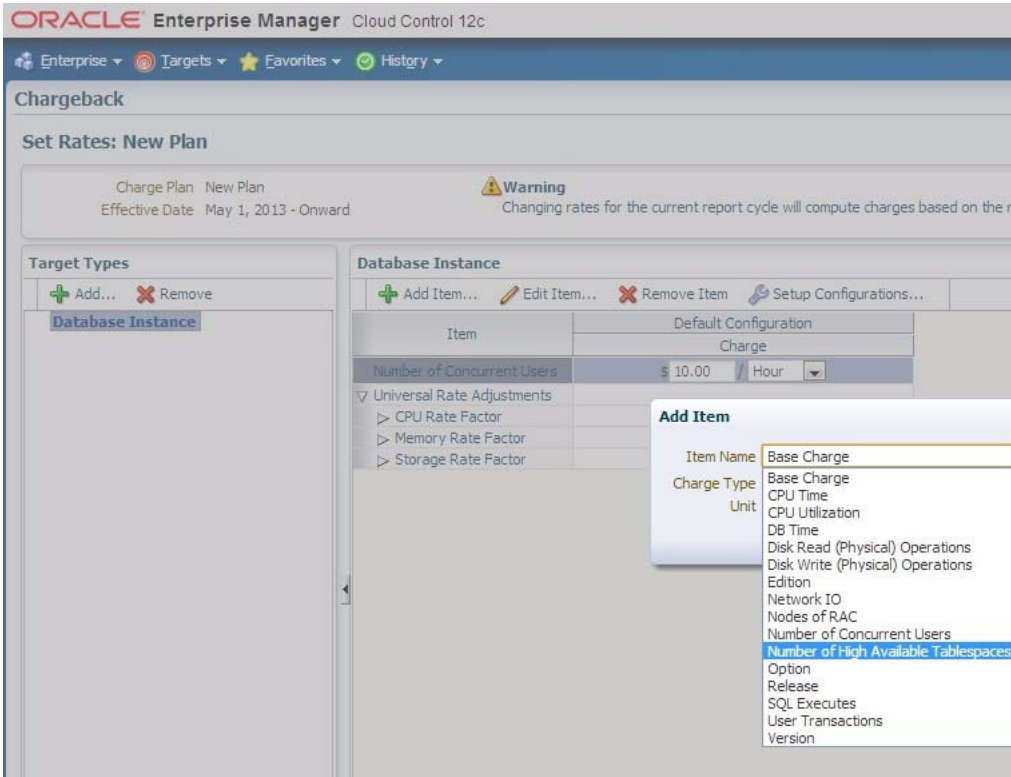 ORACLE Enterprise Manager Cloud Control 12c
Enterprise Targets Favorites History
Chargeback
Set Rates: New Plan
Charge Plan New Plan
Effective Date May 1, 2013 - Onward
Warning
Changing rates for the current report cycle will compute charges based on the
Target Types
Add... Remove
Database Instance
Database Instance
Add Item... Edit Item... Remove Item Setup Configurations...
Item
Default Configuration
Charge
Number of Concurrent Users $ 10.00 / Hour
Universal Rate Adjustments
CPU Rate Factor
Memory Rate Factor
Storage Rate Factor
Add Item
Item Name Base Charge
Charge Type
Unit
Base Charge
CPU Time
CPU Utilization
DB Time
Disk Read (Physical) Operations
Disk Write (Physical) Operations
Edition
Network IO
Nodes of RAC
Number of Concurrent Users
Number of High Available Tablespaces
Option
Release
SQL Executes
User Transactions
Version